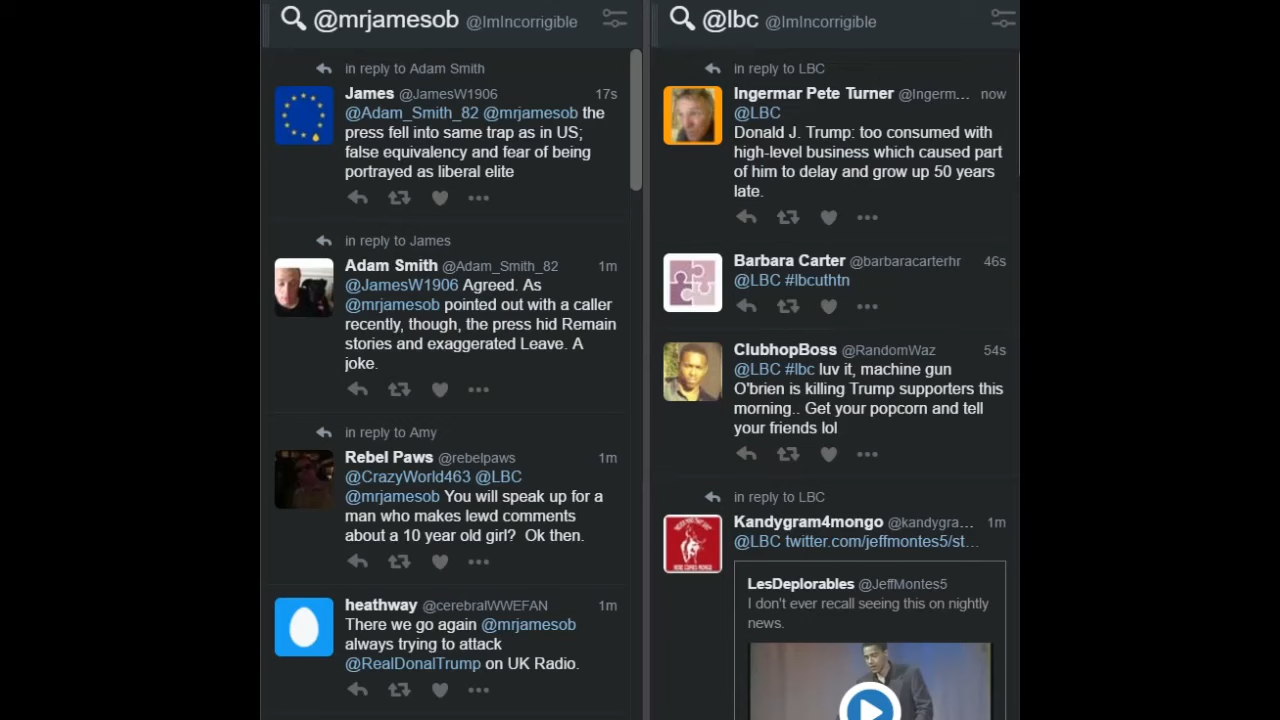 @mrjamesob @ImIncorrigible
in reply to Adam Smith
James @JamesW1906 17s
@Adam_Smith_82 @mrjamesob the
press fell into same trap as in US;
false equivalency and fear of being
portrayed as liberal elite
in reply to James
Adam Smith @Adam_Smith_82 1m
@JamesW1906 Agreed. As
@mrjamesob pointed out with a caller
recently, though, the press hid Remain
stories and exaggerated Leave. A
joke.
in reply to Amy
Rebel Paws @rebelpaws 1m
@CrazyWorld463 @LBC
@mrjamesob You will speak up for a
man who makes lewd comments
about a 10 year old girl? Ok then.
heathway @cerebralWWEFAN 1m
There we go again @mrjamesob
always trying to attack
@RealDonalTrump on UK Radio.
@lbc @ImIncorrigible
in reply to LBC
Ingermar Pete Turner @Ingerm... now
@LBC
Donald J. Trump: too consumed with
high-level business which caused part
of him to delay and grow up 50 years
late.
Barbara Carter @barbaracarterhr 46s
@LBC #lbcuthtn
ClubhopBoss @RandomWaz 54s
@LBC #lbc luv it, machine gun
O'brien is killing Trump supporters this
morning.. Get your popcorn and tell
your friends lol
in reply to LBC
Kandygram4mongo @kandygra... 1m
@LBC twitter.com/jeffmontes5/st...
LesDeplorables @JeffMontes5
I don't ever recall seeing this on nightly
news.